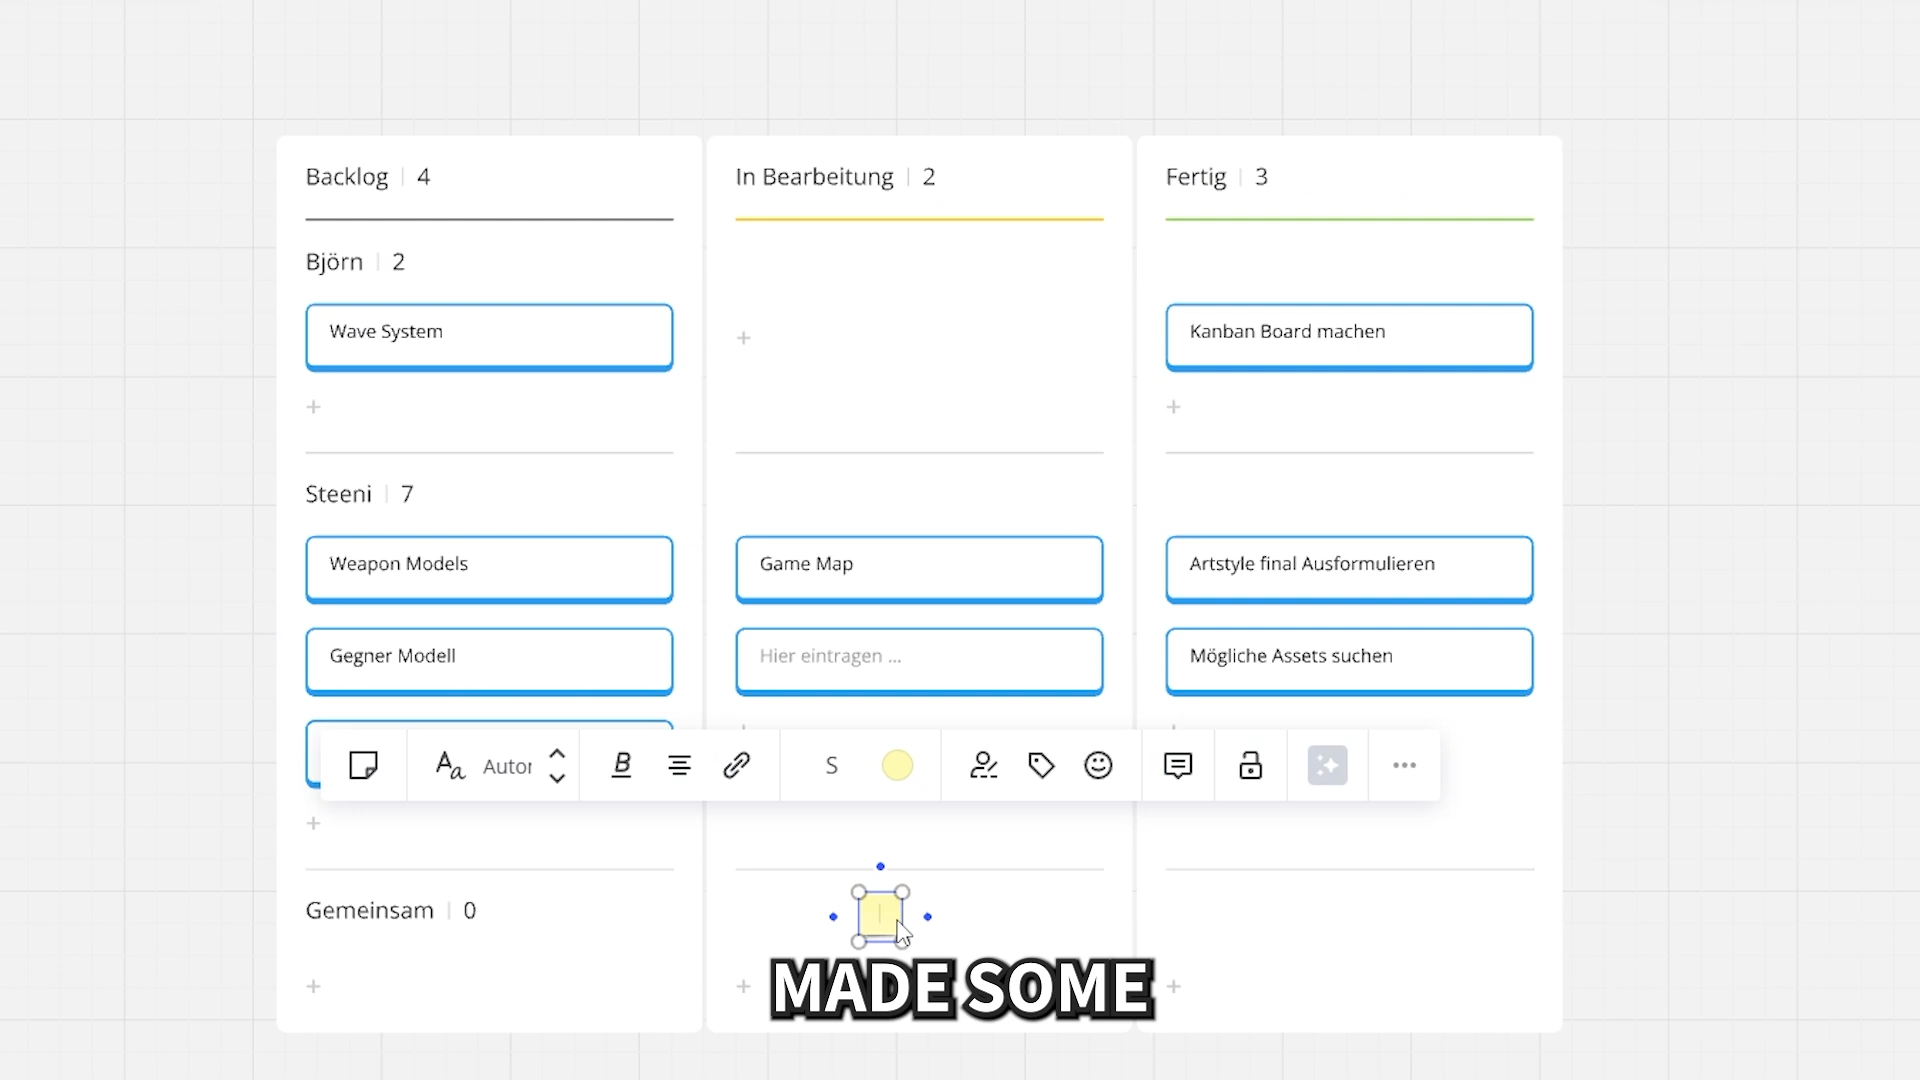 Backlog 4
In Bearbeitung 2
Fertig 3
Björn 2
Wave System
Kanban Board machen
Steeni 7
Weapon Models
Game Map
Artstyle final Ausformulieren
Gegner Modell
Hier eintragen ...
Mögliche Assets suchen
B
S
Gemeinsam 0
MADE SOME